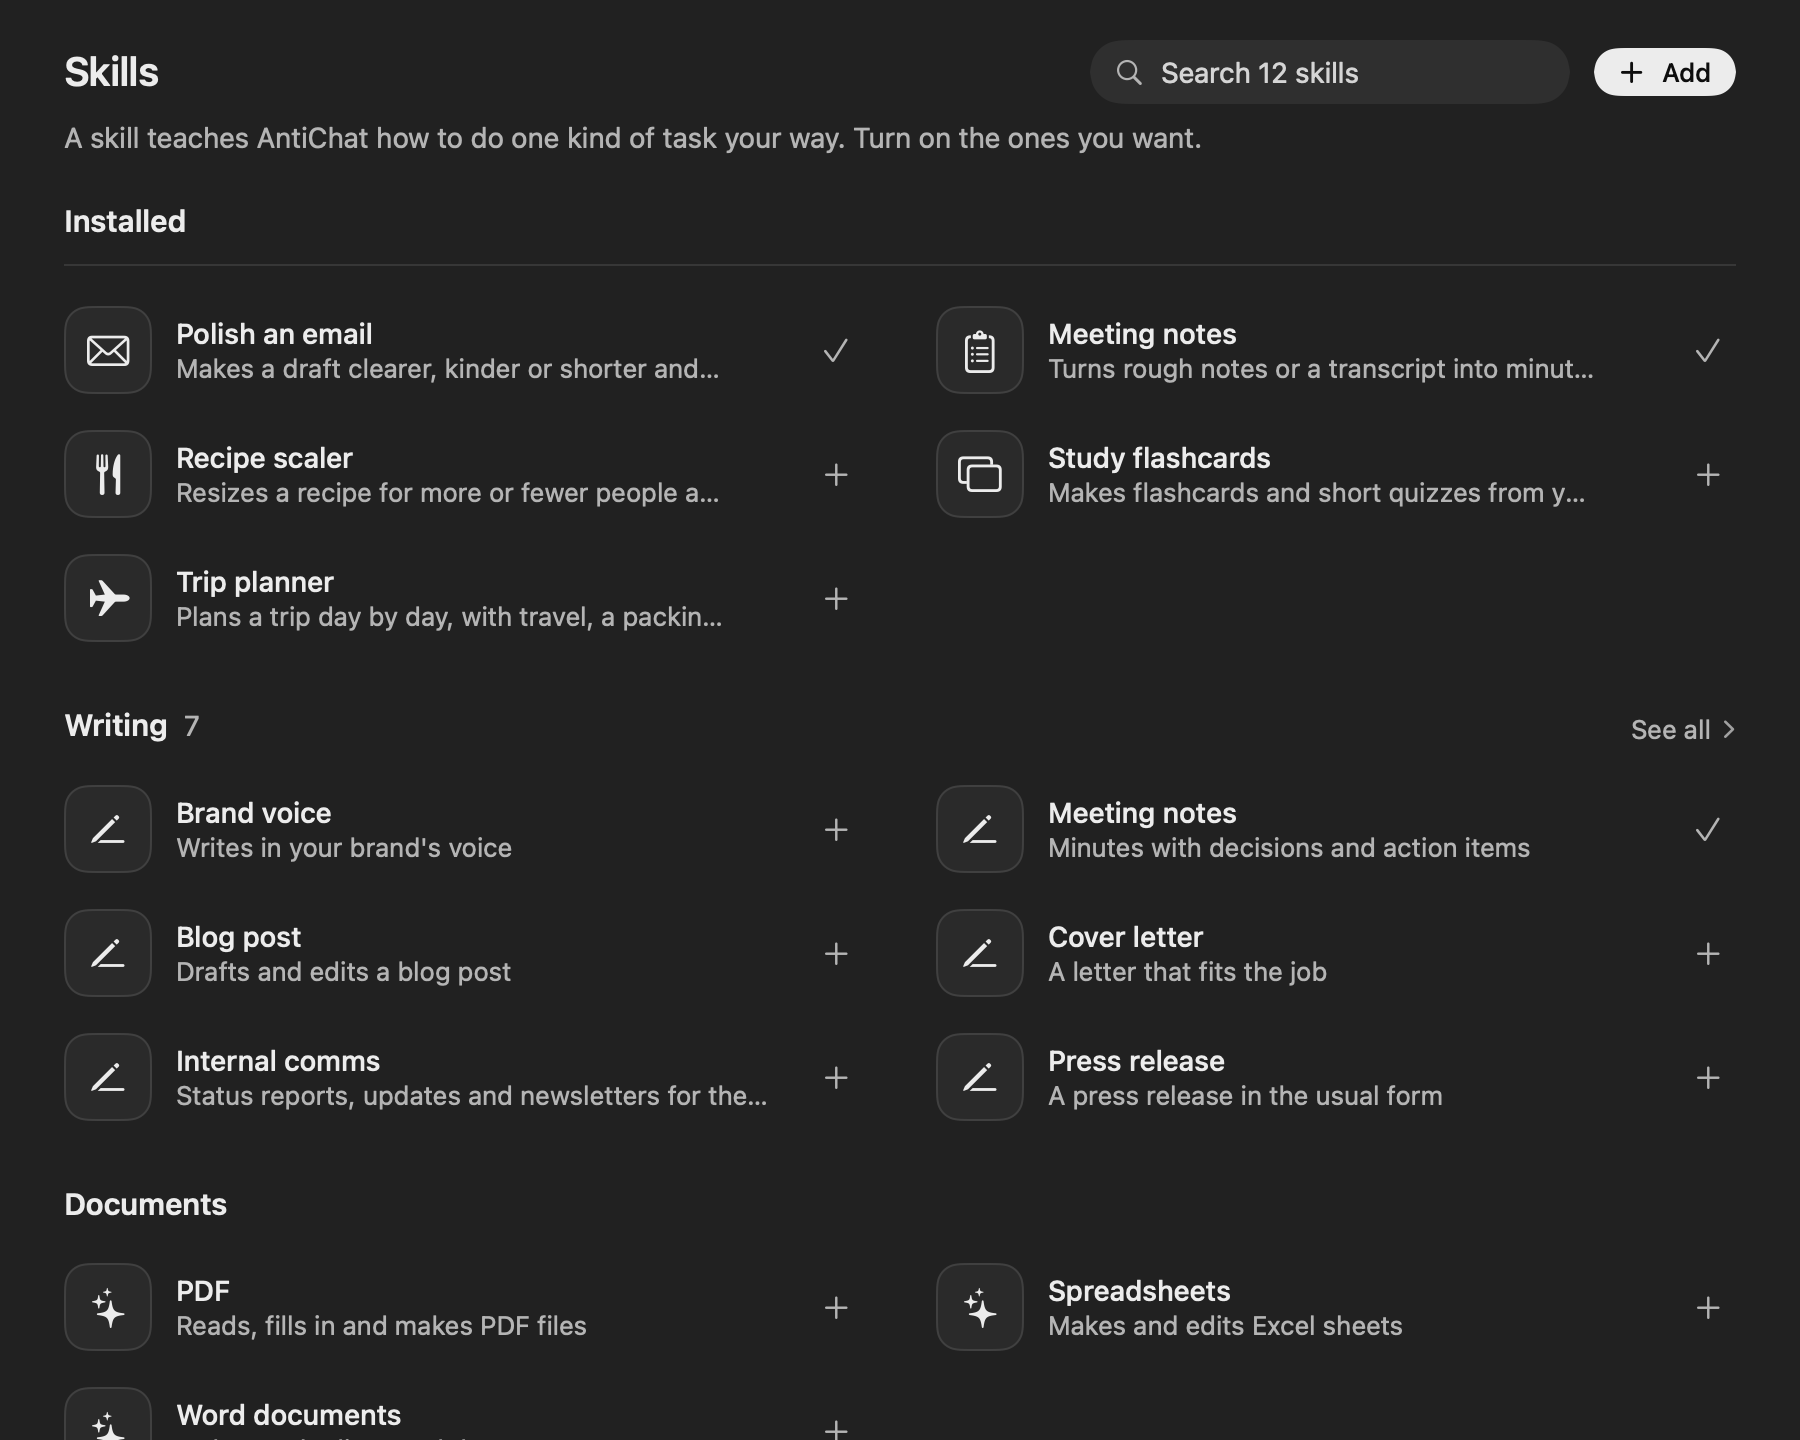 Skills
Search 12 skills
Add
A skill teaches AntiChat how to do one kind of task your way. Turn on the ones you want.
Installed
Polish an email
Makes a draft clearer, kinder or shorter and...
Meeting notes
Turns rough notes or a transcript into minut...
Recipe scaler
Resizes a recipe for more or fewer people a...
Study flashcards
Makes flashcards and short quizzes from y...
Trip planner
Plans a trip day by day, with travel, a packin...
Writing 7
See all
Brand voice
Writes in your brand's voice
Meeting notes
Minutes with decisions and action items
Blog post
Drafts and edits a blog post
Cover letter
A letter that fits the job
Internal comms
Status reports, updates and newsletters for the...
Press release
A press release in the usual form
Documents
PDF
Reads, fills in and makes PDF files
Spreadsheets
Makes and edits Excel sheets
Word documents